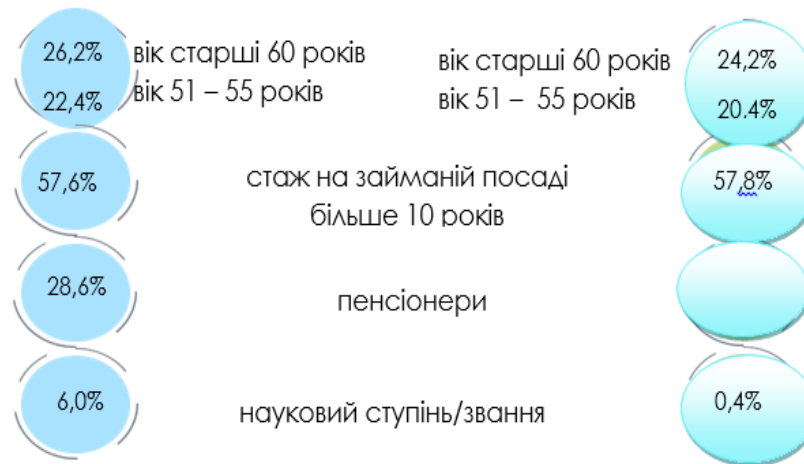 26,2% вік старші 60 років вік старші 60 років 24,2%
22,4% вік 51 – 55 років вік 51 – 55 років 20.4%
57,6% стаж на займаній посаді 57,8%
більше 10 років
28,6% пенсіонери
6,0% науковий ступінь/звання 0,4%